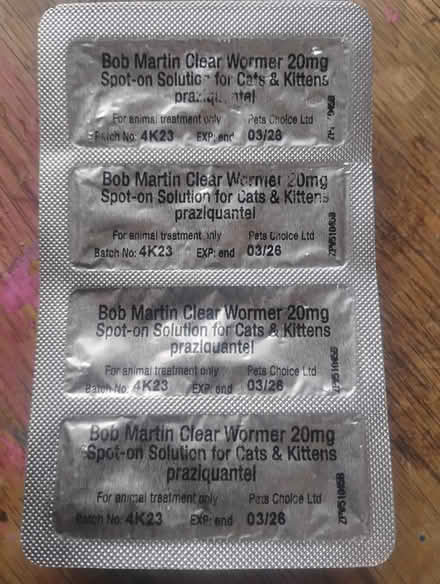 Bob Martin Clear Wormer 20mg
Spot-on Solution for Cats & Kittens
praziquantel
For animal treatment only Pets Choice Ltd
Batch No: 4K23 EXP: end 03/26
Bob Martin Clear Wormer 20mg
Spot-on Solution for Cats & Kittens
praziquantel
For animal treatment only Pets Choice Ltd
Batch No: 4K23 EXP: end 03/26
Bob Martin Clear Wormer 20mg
Spot-on Solution for Cats & Kittens
praziquantel
For animal treatment only Pets Choice Ltd
Batch No: 4K23 EXP: end 03/26
Bob Martin Clear Wormer 20mg
Spot-on Solution for Cats & Kittens
praziquantel
For animal treatment only Pets Choice Ltd
Batch No: 4K23 EXP: end 03/26